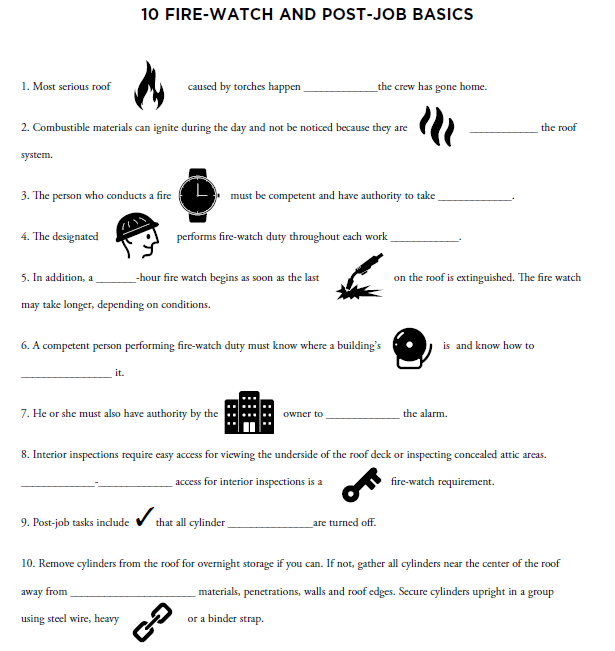 10 FIRE-WATCH AND POST-JOB BASICS
1. Most serious roof caused by torches happen _____________the crew has gone home.
2. Combustible materials can ignite during the day and not be noticed because they are ____________ the roof
system.
3. The person who conducts a fire must be competent and have authority to take _____________.
4. The designated performs fire-watch duty throughout each work ____________.
5. In addition, a _______-hour fire watch begins as soon as the last on the roof is extinguished. The fire watch
may take longer, depending on conditions.
6. A competent person performing fire-watch duty must know where a building’s is and know how to
________________ it.
7. He or she must also have authority by the owner to _____________ the alarm.
8. Interior inspections require easy access for viewing the underside of the roof deck or inspecting concealed attic areas.
_____________-_____________ access for interior inspections is a fire-watch requirement.
9. Post-job tasks include ✓ that all cylinder _______________are turned off.
10. Remove cylinders from the roof for overnight storage if you can. If not, gather all cylinders near the center of the roof
away from ______________________ materials, penetrations, walls and roof edges. Secure cylinders upright in a group
using steel wire, heavy or a binder strap.